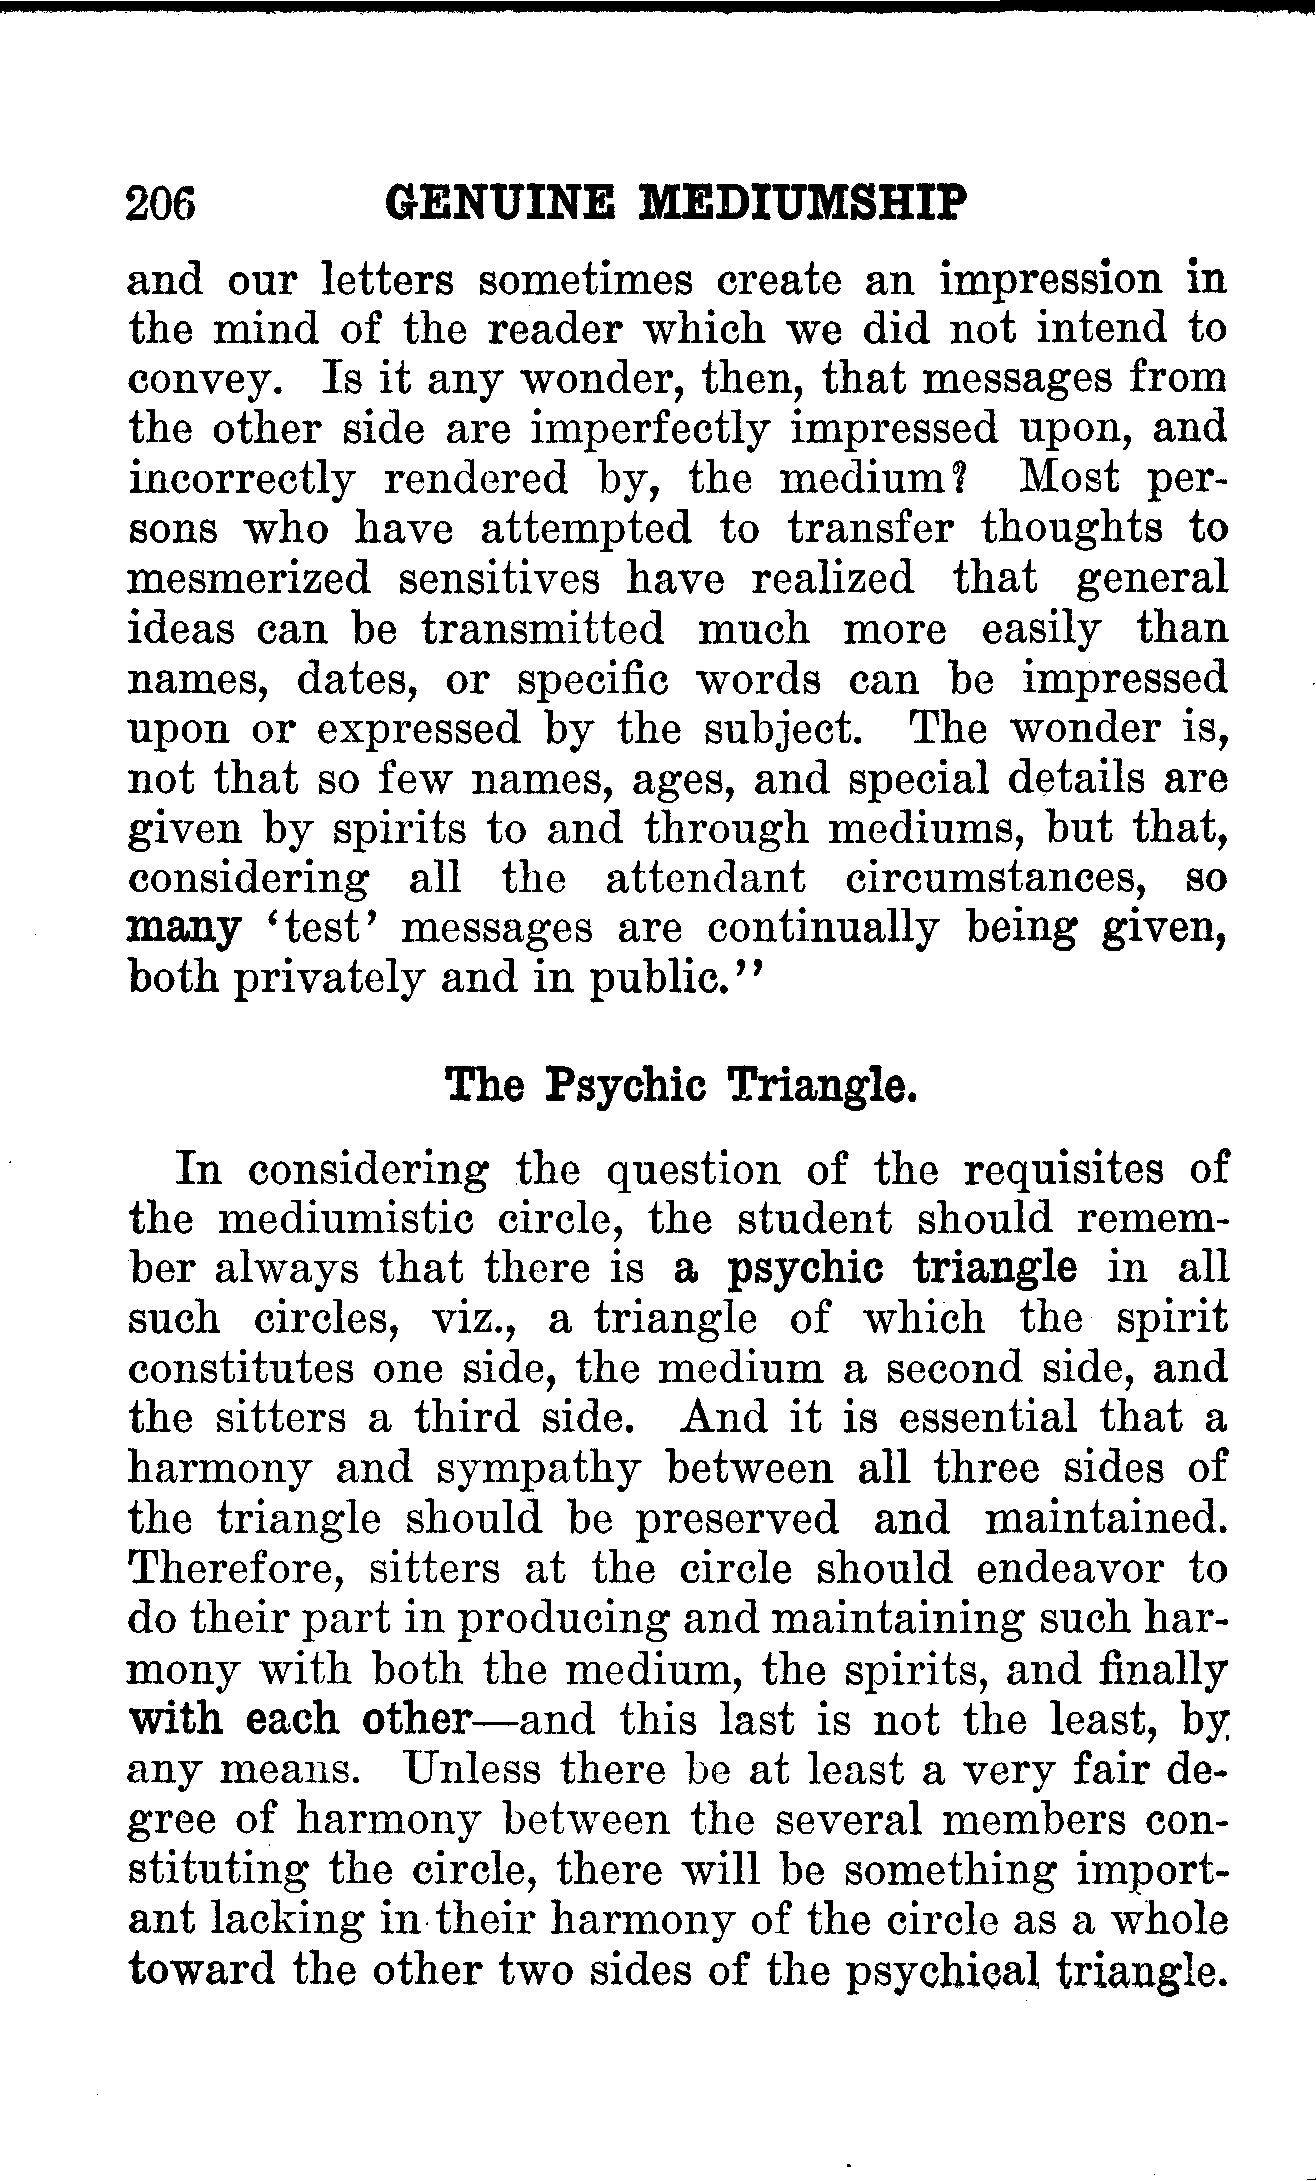 206 GENUINE MEDIUMSHIP
and our letters sometimes create an impression in
the mind of the reader which we did not intend to
convey. Is it any wonder, then, that messages from
the other side are imperfectly impressed upon, and
incorrectly rendered by, the medium? Most per-
sons who have attempted to transfer thoughts to
mesmerized sensitives have realized that general
ideas can be transmitted much more easily than
names, dates, or specific words can be impressed
upon or expressed by the subject. The wonder is,
not that so few names, ages, and special details are
given by spirits to and through mediums, but that,
considering all the attendant circumstances, so
many 'test' messages are continually being given,
both privately and in public.''
The Psychic Triangle.
In considering the question of the requisites of
the mediumistic circle, the student should remem-
ber always that there is a psychic triangle in all
such circles, viz., a triangle of which the spirit
constitutes one side, the medium a second side, and
the sitters a third side. And it is essential that a
harmony and sympathy between all three sides of
the triangle should be preserved and maintained.
Therefore, sitters at the circle should endeavor to
do their part in producing and maintaining such har-
mony with both the medium, the spirits, and finally
with each other—and this last is not the least, by
any means. Unless there be at least a very fair de-
gree of harmony between the several members con-
stituting the circle, there will be something import-
ant lacking in their harmony of the circle as a whole
toward the other two sides of the psychical triangle.